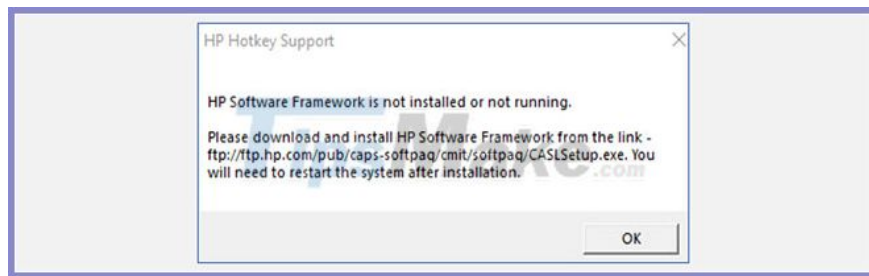 HP Hotkey Support
HP Software Framework is not installed or not running.
Please download and install HP Software Framework from the link -
ftp://ftp.hp.com/pub/caps-softpaq/cmit/softpaq/CASLSetup.exe. You
will need to restart the system after installation.
TipsMake.com
OK